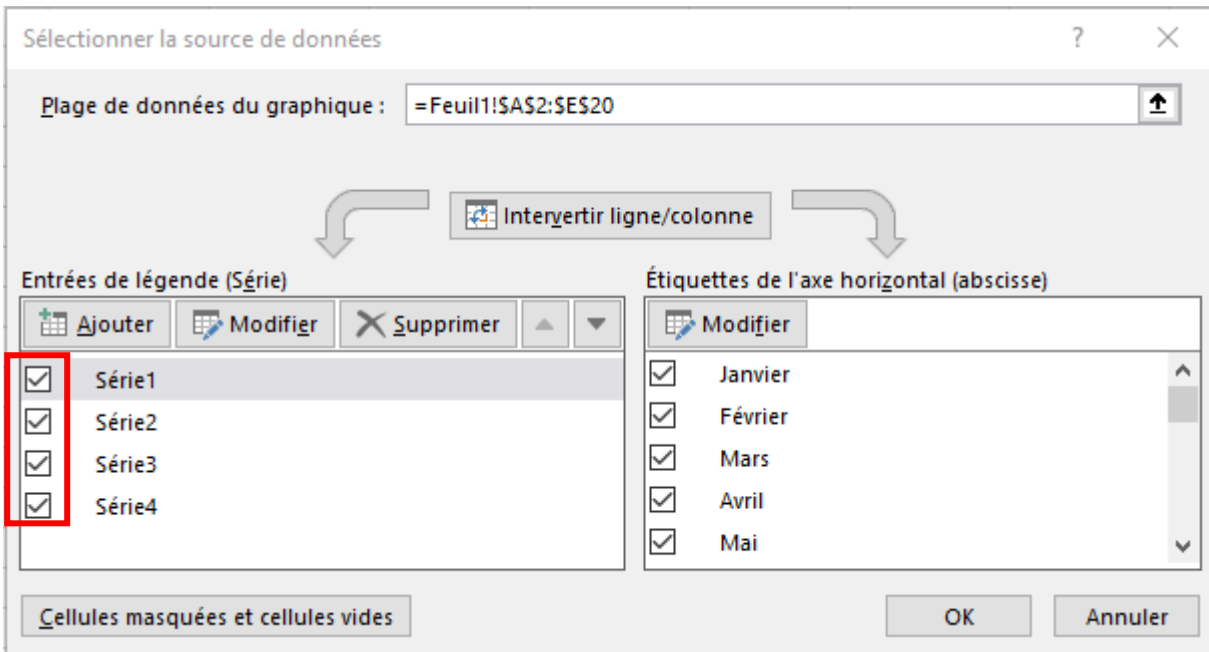 Sélectionner la source de données ?
Plage de données du graphique : =Feuil1!$A$2:$E$20
Intervertir ligne/colonne
Entrées de légende (Série)
Ajouter Modifier Supprimer
Série1
Série2
Série3
Série4
Étiquettes de l'axe horizontal (abscisse)
Modifier
Janvier
Février
Mars
Avril
Mai
Cellules masquées et cellules vides
OK Annuler